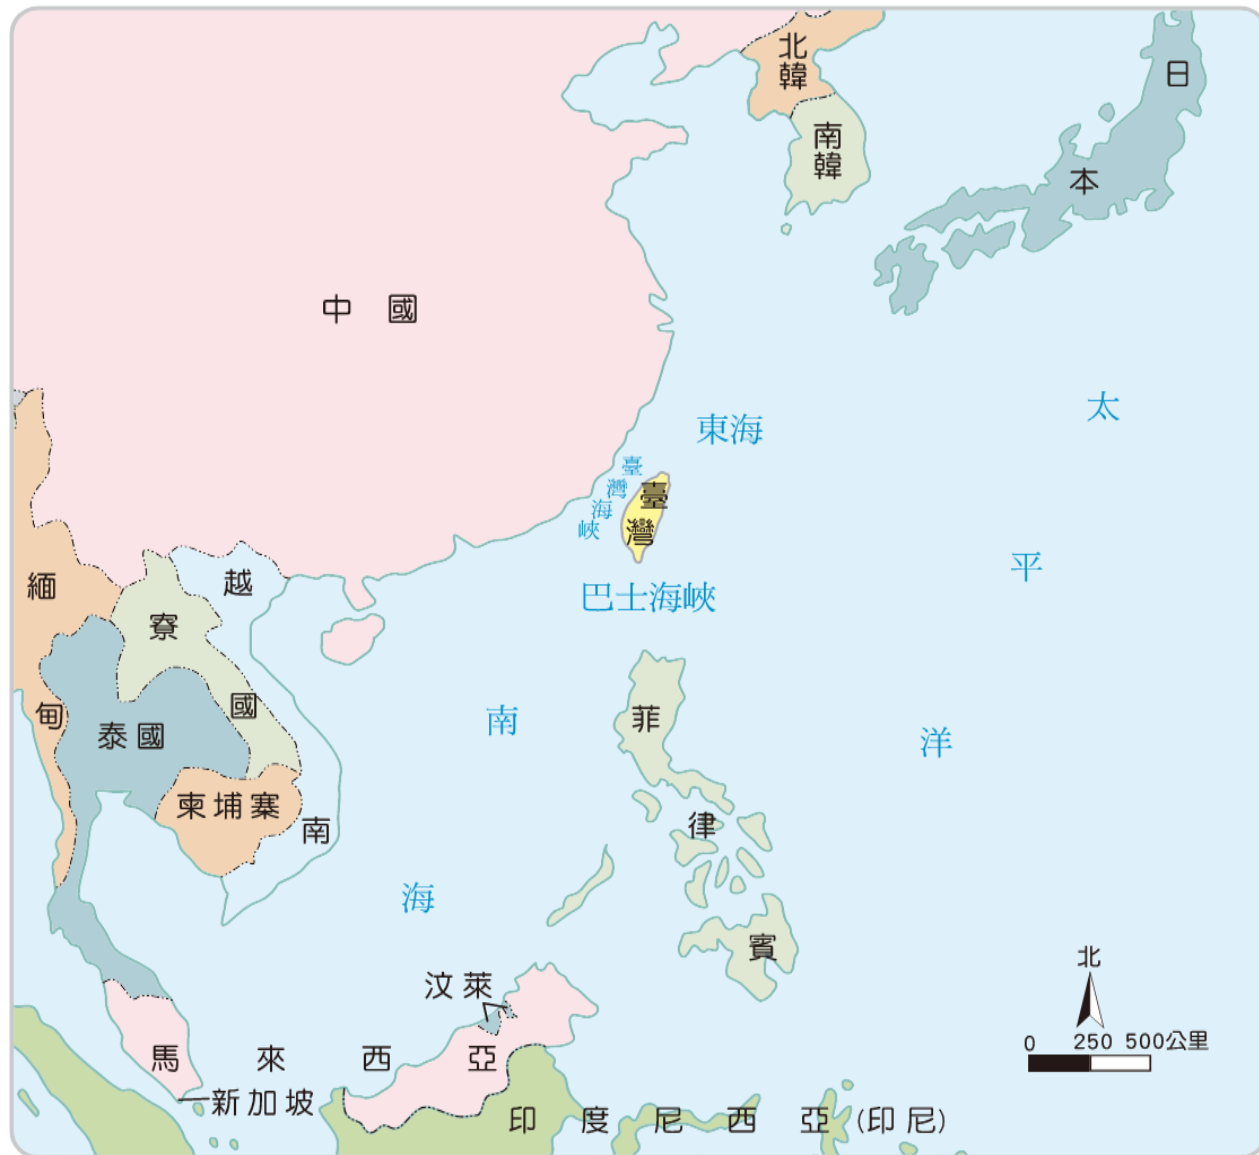 北韓
日本
南韓
中國
太平洋
東海
臺灣海峽
臺灣
巴士海峽
緬甸
越南
寮國
泰國
柬埔寨
南海
菲律賓
汶萊
馬來西亞
新加坡
印度尼西亞(印尼)
北
0 250 500公里